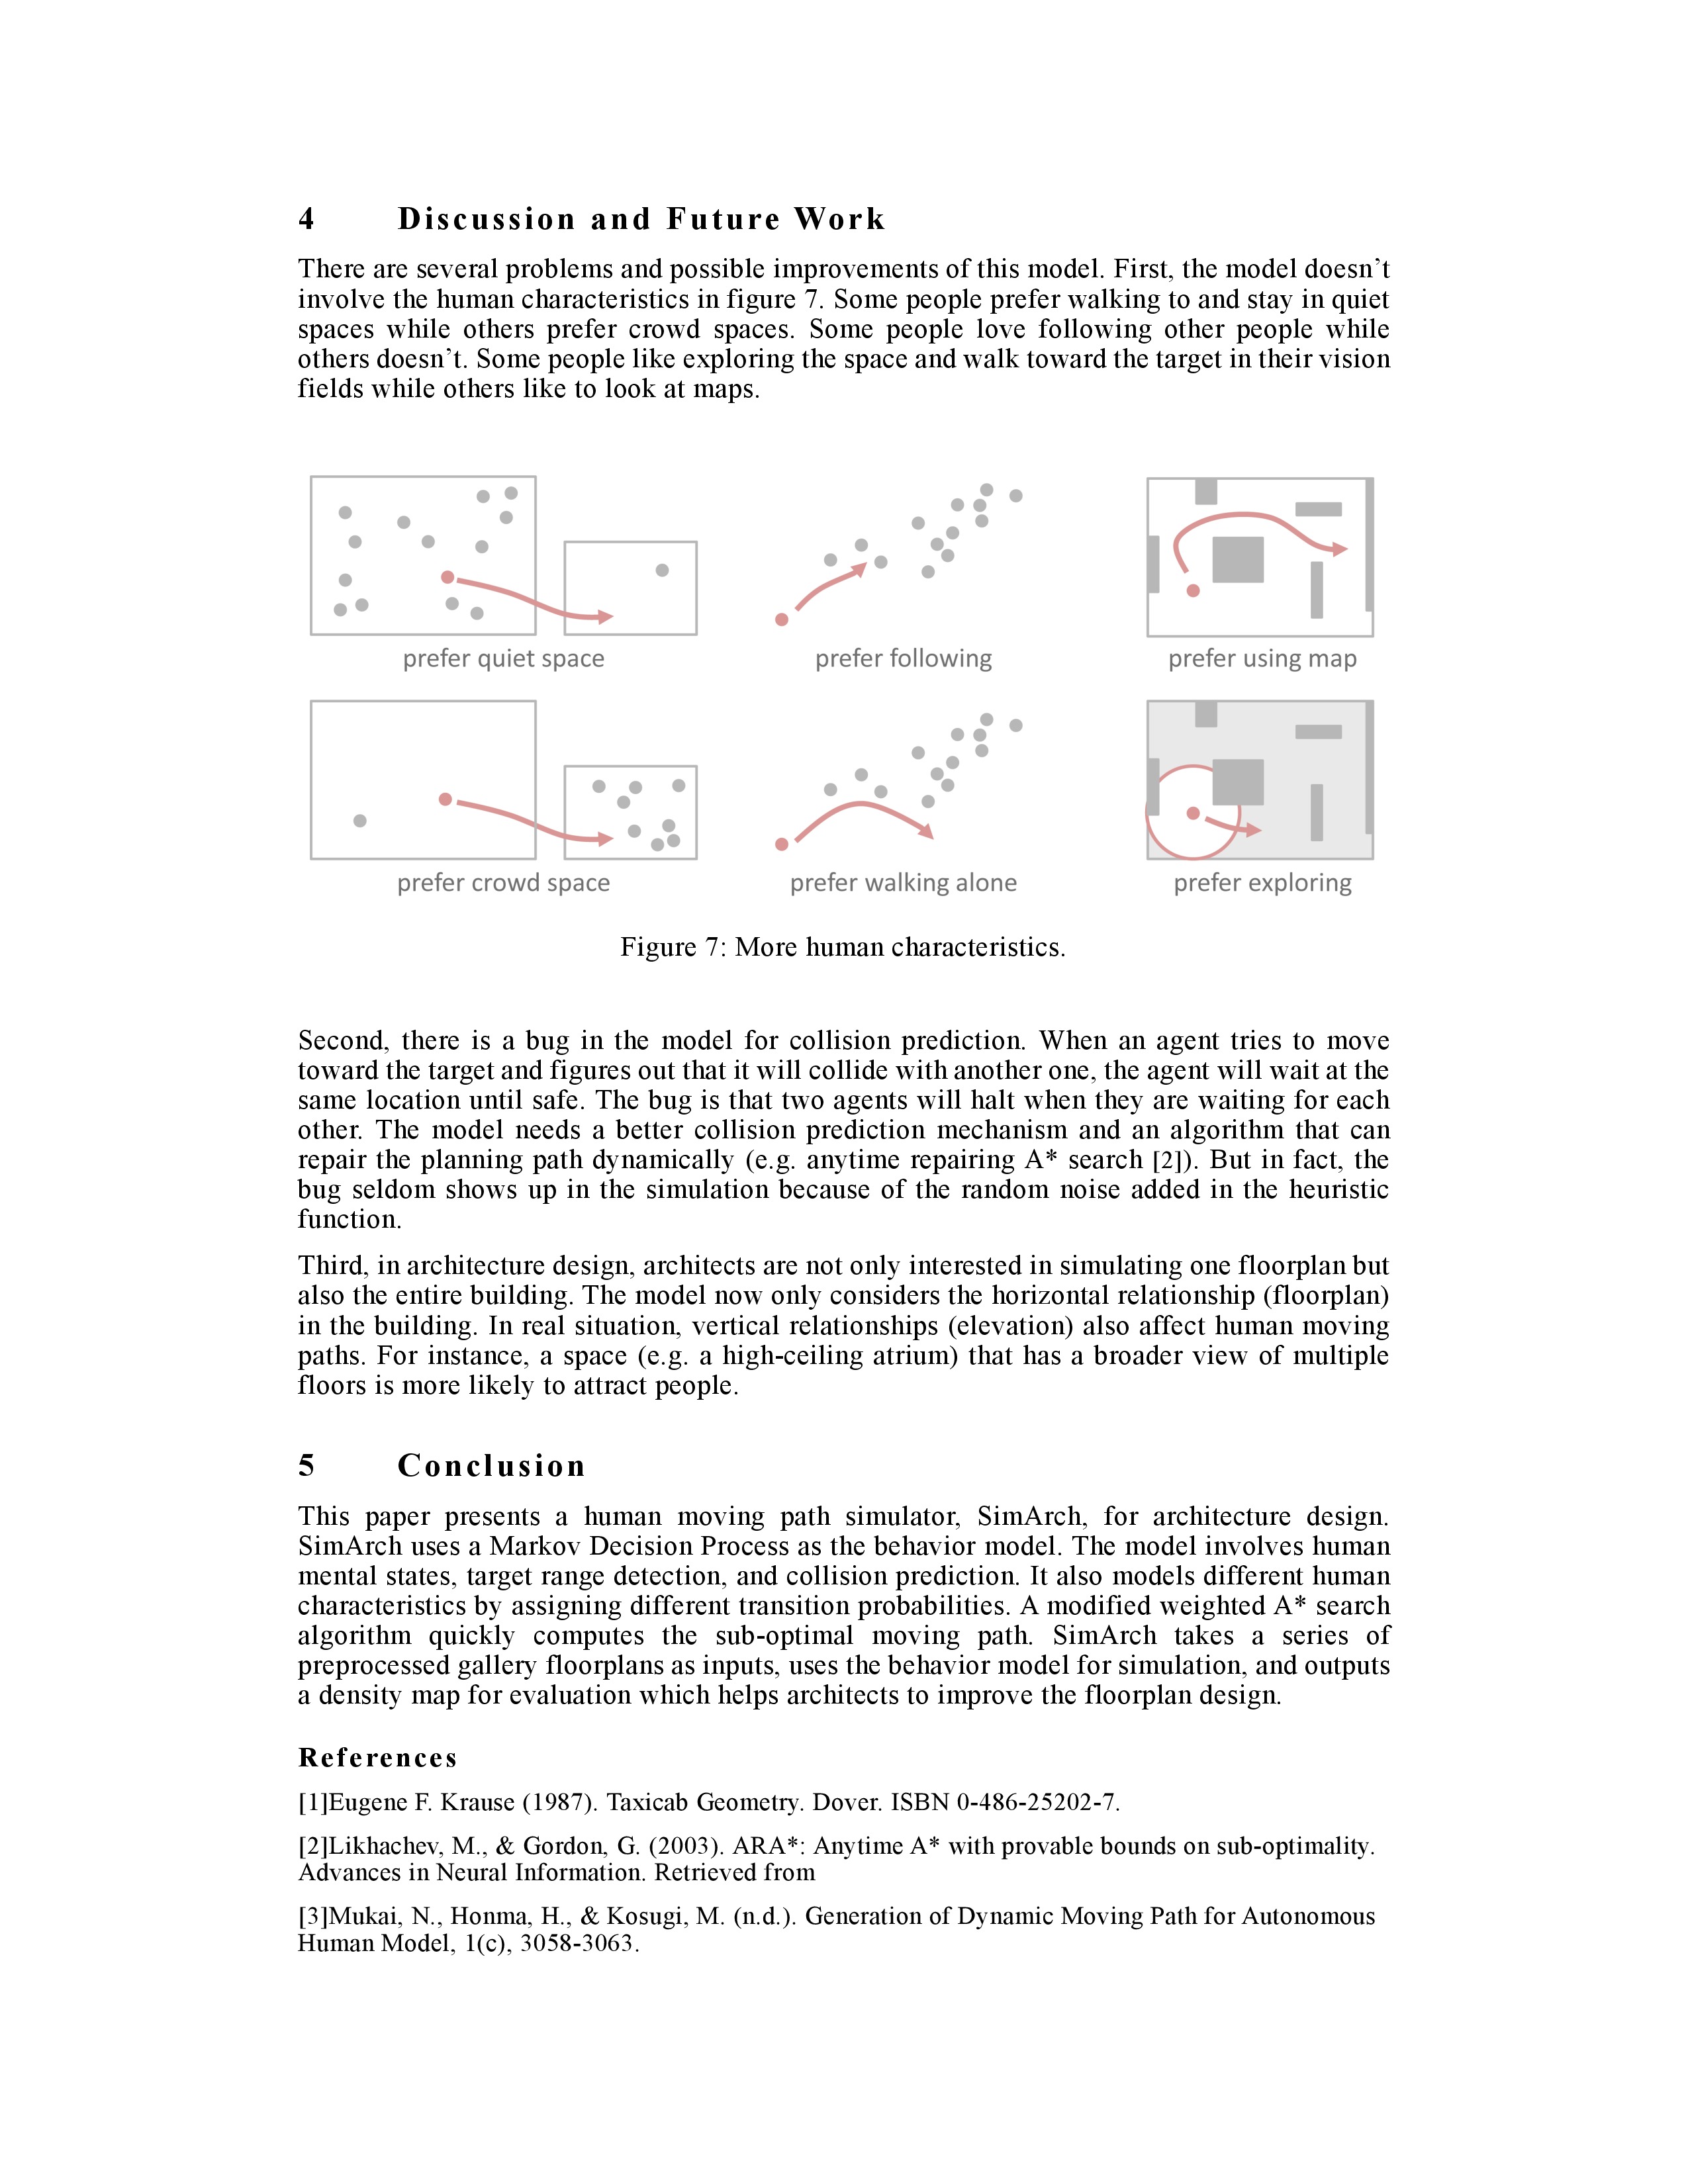 4 Discussion and Future Work
There are several problems and possible improvements of this model. First, the model doesn’t
involve the human characteristics in figure 7. Some people prefer walking to and stay in quiet
spaces while others prefer crowd spaces. Some people love following other people while
others doesn’t. Some people like exploring the space and walk toward the target in their vision
fields while others like to look at maps.
prefer quiet space
prefer following
prefer using map
prefer crowd space
prefer walking alone
prefer exploring
Figure 7: More human characteristics.
Second, there is a bug in the model for collision prediction. When an agent tries to move
toward the target and figures out that it will collide with another one, the agent will wait at the
same location until safe. The bug is that two agents will halt when they are waiting for each
other. The model needs a better collision prediction mechanism and an algorithm that can
repair the planning path dynamically (e.g. anytime repairing A* search [2]). But in fact, the
bug seldom shows up in the simulation because of the random noise added in the heuristic
function.
Third, in architecture design, architects are not only interested in simulating one floorplan but
also the entire building. The model now only considers the horizontal relationship (floorplan)
in the building. In real situation, vertical relationships (elevation) also affect human moving
paths. For instance, a space (e.g. a high-ceiling atrium) that has a broader view of multiple
floors is more likely to attract people.
5 Conclusion
This paper presents a human moving path simulator, SimArch, for architecture design.
SimArch uses a Markov Decision Process as the behavior model. The model involves human
mental states, target range detection, and collision prediction. It also models different human
characteristics by assigning different transition probabilities. A modified weighted A* search
algorithm quickly computes the sub-optimal moving path. SimArch takes a series of
preprocessed gallery floorplans as inputs, uses the behavior model for simulation, and outputs
a density map for evaluation which helps architects to improve the floorplan design.
References
[1]Eugene F. Krause (1987). Taxicab Geometry. Dover. ISBN 0-486-25202-7.
[2]Likhachev, M., & Gordon, G. (2003). ARA*: Anytime A* with provable bounds on sub-optimality.
Advances in Neural Information. Retrieved from
[3]Mukai, N., Honma, H., & Kosugi, M. (n.d.). Generation of Dynamic Moving Path for Autonomous
Human Model, 1(c), 3058-3063.